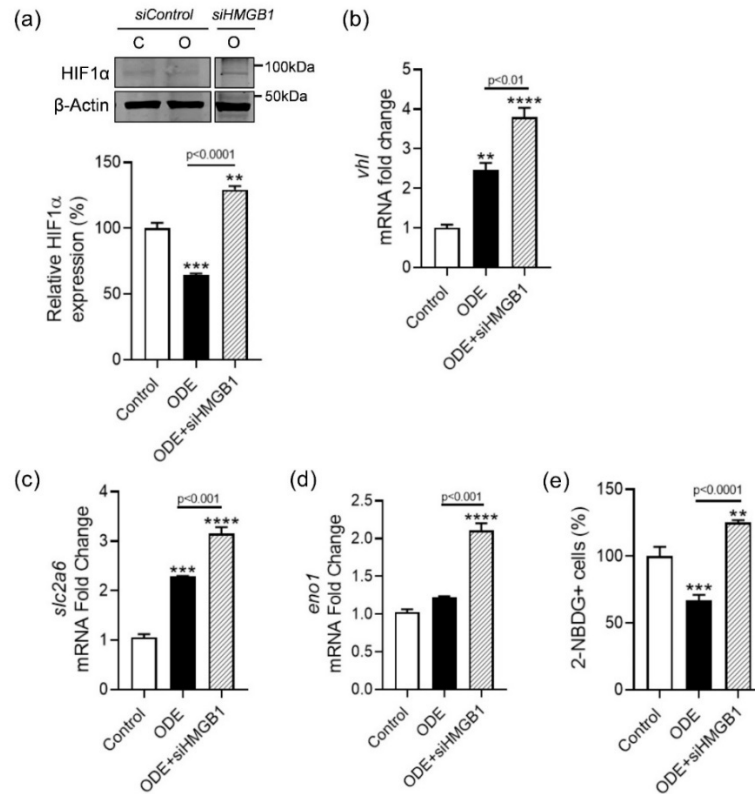 (a)
siControl siHMGB1
C O O
HIF1α
100kDa
β-Actin
50kDa
Relative HIF1α
expression (%)
150
100
50
0
p<0.0001
***
**
Control
ODE
ODE+siHMGB1
(b)
vhl
mRNA fold change
5
4
3
2
1
0
p<0.01
**
****
Control
ODE
ODE+siHMGB1
(c)
slc2a6
mRNA Fold Change
4
3
2
1
0
p<0.001
***
****
Control
ODE
ODE+siHMGB1
(d)
eno1
mRNA Fold Change
2.5
2.0
1.5
1.0
0.5
0.0
p<0.001
****
Control
ODE
ODE+siHMGB1
(e)
2-NBDG+ cells (%)
150
100
50
0
p<0.0001
***
**
Control
ODE
ODE+siHMGB1